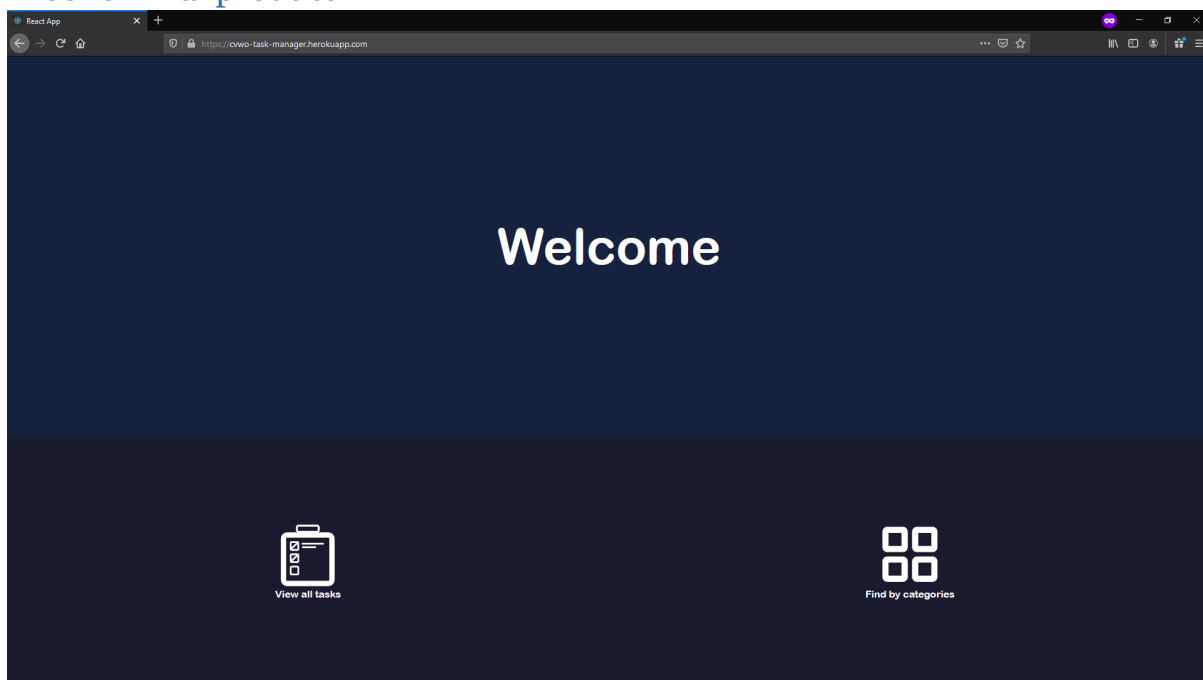 React App
https://cvwo-task-manager.herokuapp.com
Welcome
View all tasks
Find by categories